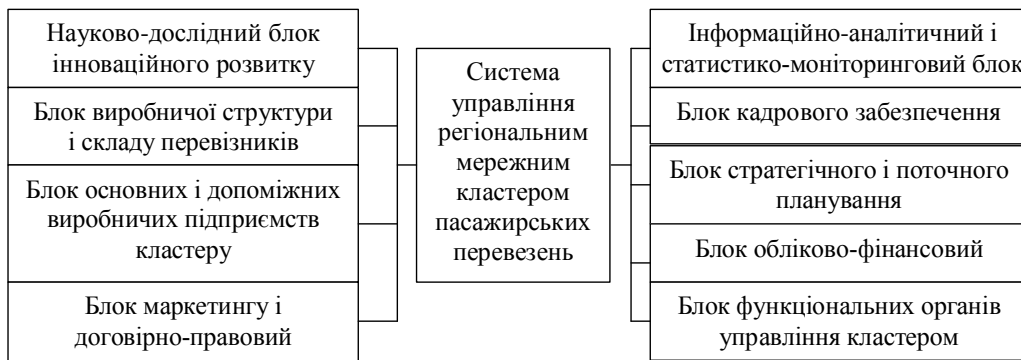 Науково-дослідний блок
інноваційного розвитку
Блок виробничої структури
і складу перевізників
Блок основних і допоміжних
виробничих підприємств
кластеру
Блок маркетингу і
договірно-правовий
Система
управління
регіональним
мережним
кластером
пасажирських
перевезень
Інформаційно-аналітичний і
статистико-моніторинговий блок
Блок кадрового забезпечення
Блок стратегічного і поточного
планування
Блок обліково-фінансовий
Блок функціональних органів
управління кластером